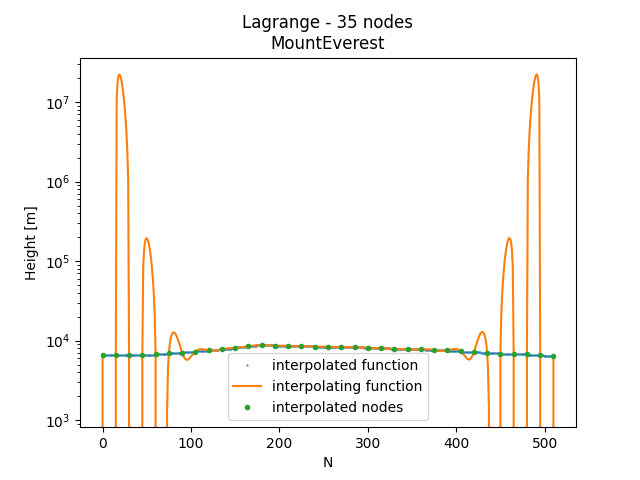 Lagrange - 35 nodes
MountEverest
Height [m]
10^7
10^6
10^5
10^4
10^3
interpolated function
interpolating function
interpolated nodes
0 100 200 300 400 500
N